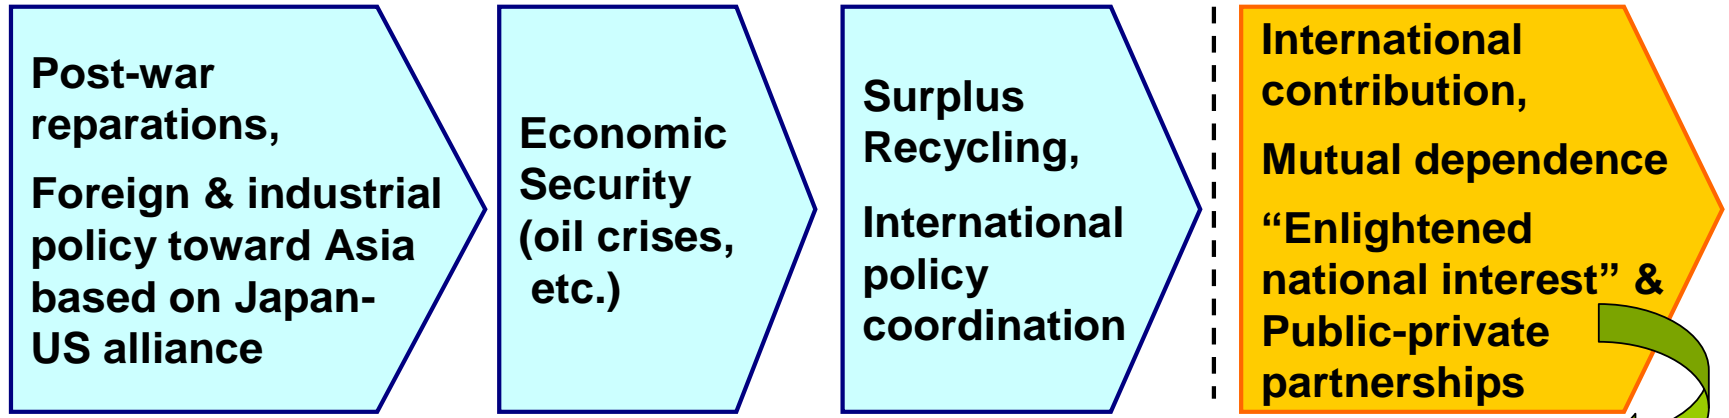 Post-war
reparations,
Foreign & industrial
policy toward Asia
based on Japan-
US alliance
Economic
Security
(oil crises,
etc.)
Surplus
Recycling,
International
policy
coordination
International
contribution,
Mutual dependence
“Enlightened
national interest” &
Public-private
partnerships